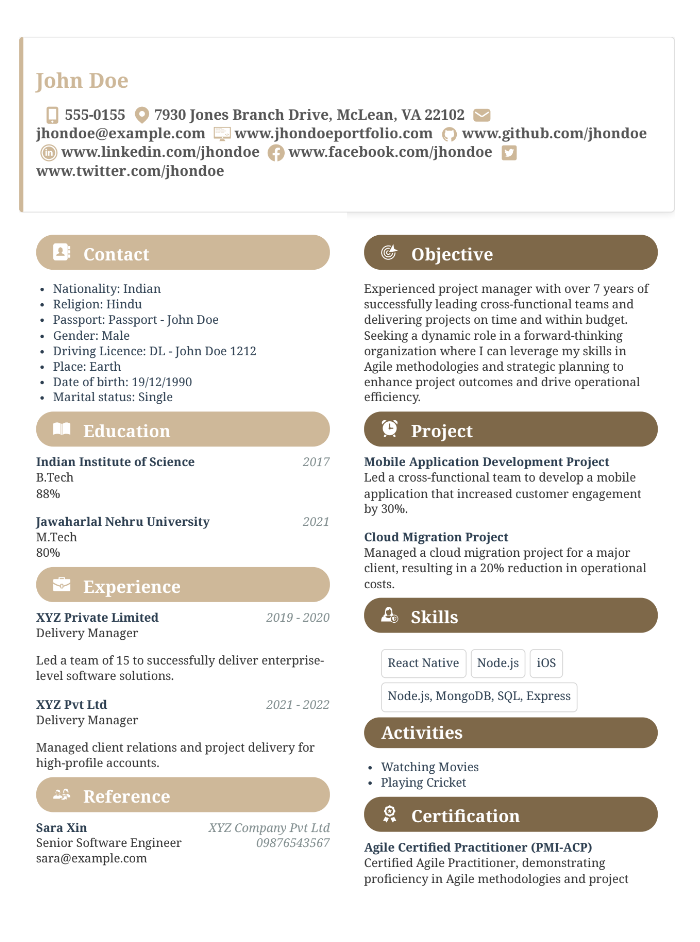 John Doe
555-0155 7930 Jones Branch Drive, McLean, VA 22102
jhondoe@example.com www.jhondoeportfolio.com www.github.com/jhondoe
www.linkedin.com/jhondoe www.facebook.com/jhondoe
www.twitter.com/jhondoe
Contact
• Nationality: Indian
• Religion: Hindu
• Passport: Passport - John Doe
• Gender: Male
• Driving Licence: DL - John Doe 1212
• Place: Earth
• Date of birth: 19/12/1990
• Marital status: Single
Education
Indian Institute of Science 2017
B.Tech
88%
Jawaharlal Nehru University 2021
M.Tech
80%
Experience
XYZ Private Limited 2019 - 2020
Delivery Manager
Led a team of 15 to successfully deliver enterprise-
level software solutions.
XYZ Pvt Ltd 2021 - 2022
Delivery Manager
Managed client relations and project delivery for
high-profile accounts.
Reference
Sara Xin XYZ Company Pvt Ltd
Senior Software Engineer 09876543567
sara@example.com
Objective
Experienced project manager with over 7 years of
successfully leading cross-functional teams and
delivering projects on time and within budget.
Seeking a dynamic role in a forward-thinking
organization where I can leverage my skills in
Agile methodologies and strategic planning to
enhance project outcomes and drive operational
efficiency.
Project
Mobile Application Development Project
Led a cross-functional team to develop a mobile
application that increased customer engagement
by 30%.
Cloud Migration Project
Managed a cloud migration project for a major
client, resulting in a 20% reduction in operational
costs.
Skills
React Native Node.js iOS
Node.js, MongoDB, SQL, Express
Activities
• Watching Movies
• Playing Cricket
Certification
Agile Certified Practitioner (PMI-ACP)
Certified Agile Practitioner, demonstrating
proficiency in Agile methodologies and project